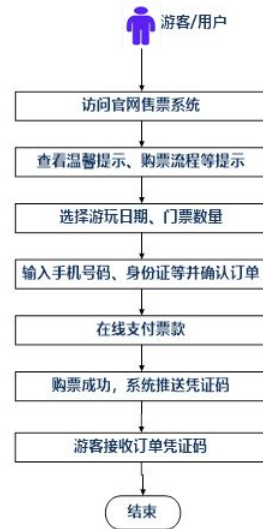 游客/用户
访问官网售票系统
查看温馨提示、购票流程等提示
选择游玩日期、门票数量
输入手机号码、身份证等并确认订单
在线支付票款
购票成功，系统推送凭证码
游客接收订单凭证码
结束